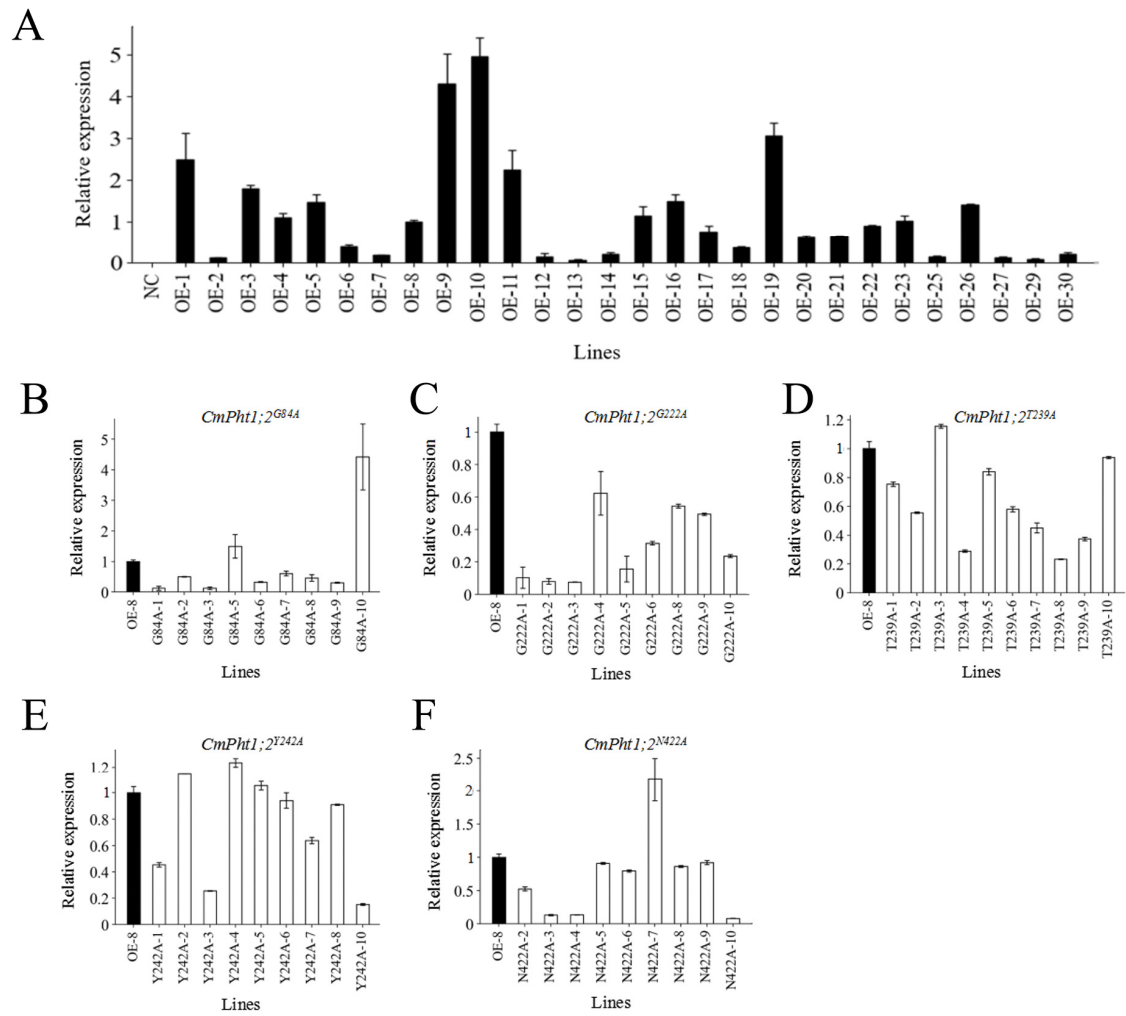 A
Relative expression
5
4
3
2
1
0
NC
OE-1
OE-2
OE-3
OE-4
OE-5
OE-6
OE-7
OE-8
OE-9
OE-10
OE-11
OE-12
OE-13
OE-14
OE-15
OE-16
OE-17
OE-18
OE-19
OE-20
OE-21
OE-22
OE-23
OE-25
OE-26
OE-27
OE-29
OE-30
Lines
B
CmPht1;2^G84A
Relative expression
5
4
3
2
1
0
OE-8
G84A-1
G84A-2
G84A-3
G84A-5
G84A-6
G84A-7
G84A-8
G84A-9
G84A-10
Lines
C
CmPht1;2^G222A
Relative expression
1
0.8
0.6
0.4
0.2
0
OE-8
G222A-1
G222A-2
G222A-3
G222A-4
G222A-5
G222A-6
G222A-8
G222A-9
G222A-10
Lines
D
CmPht1;2^T239A
Relative expression
1.2
1
0.8
0.6
0.4
0.2
0
OE-8
T239A-1
T239A-2
T239A-3
T239A-4
T239A-5
T239A-6
T239A-7
T239A-8
T239A-9
T239A-10
Lines
E
CmPht1;2^Y242A
Relative expression
1.2
1
0.8
0.6
0.4
0.2
0
OE-8
Y242A-1
Y242A-2
Y242A-3
Y242A-4
Y242A-5
Y242A-6
Y242A-7
Y242A-8
Y242A-10
Lines
F
CmPht1;2^N422A
Relative expression
2.5
2
1.5
1
0.5
0
OE-8
N422A-2
N422A-3
N422A-4
N422A-5
N422A-6
N422A-7
N422A-8
N422A-9
N422A-10
Lines